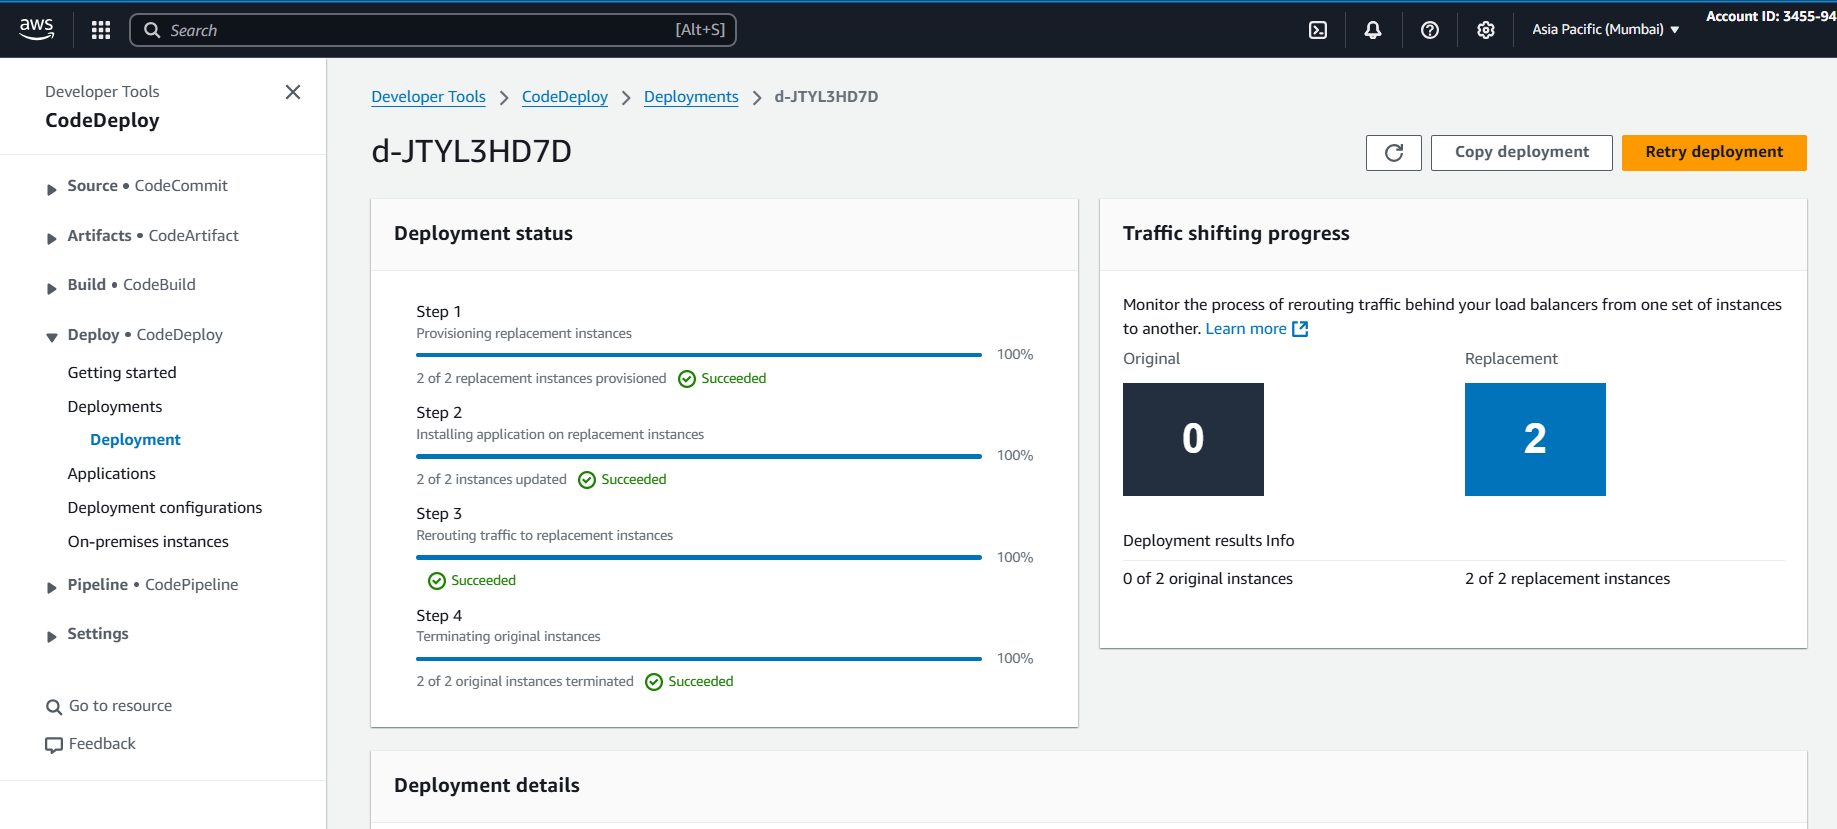 aws
Search
[Alt+S]
Asia Pacific (Mumbai)
Account ID: 3455-94
Developer Tools
CodeDeploy
Source • CodeCommit
Artifacts • CodeArtifact
Build • CodeBuild
Deploy • CodeDeploy
Getting started
Deployments
Deployment
Applications
Deployment configurations
On-premises instances
Pipeline • CodePipeline
Settings
Go to resource
Feedback
Developer Tools
CodeDeploy
Deployments
d-JTYL3HD7D
d-JTYL3HD7D
Copy deployment
Retry deployment
Deployment status
Step 1
Provisioning replacement instances
100%
2 of 2 replacement instances provisioned
Succeeded
Step 2
Installing application on replacement instances
100%
2 of 2 instances updated
Succeeded
Step 3
Rerouting traffic to replacement instances
100%
Succeeded
Step 4
Terminating original instances
100%
2 of 2 original instances terminated
Succeeded
Traffic shifting progress
Monitor the process of rerouting traffic behind your load balancers from one set of instances
to another. Learn more
Original
Replacement
0
2
Deployment results Info
0 of 2 original instances
2 of 2 replacement instances
Deployment details